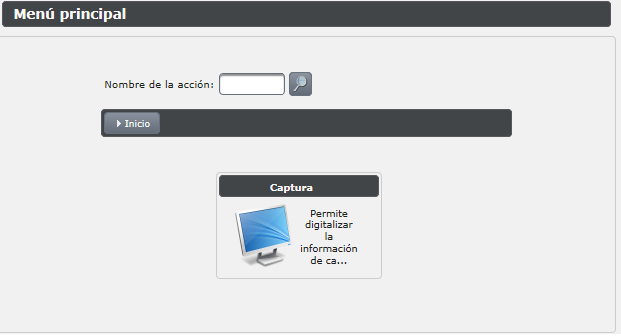 Menú principal
Nombre de la acción:
Inicio
Captura
Permite
digitalizar
la
información
de ca...